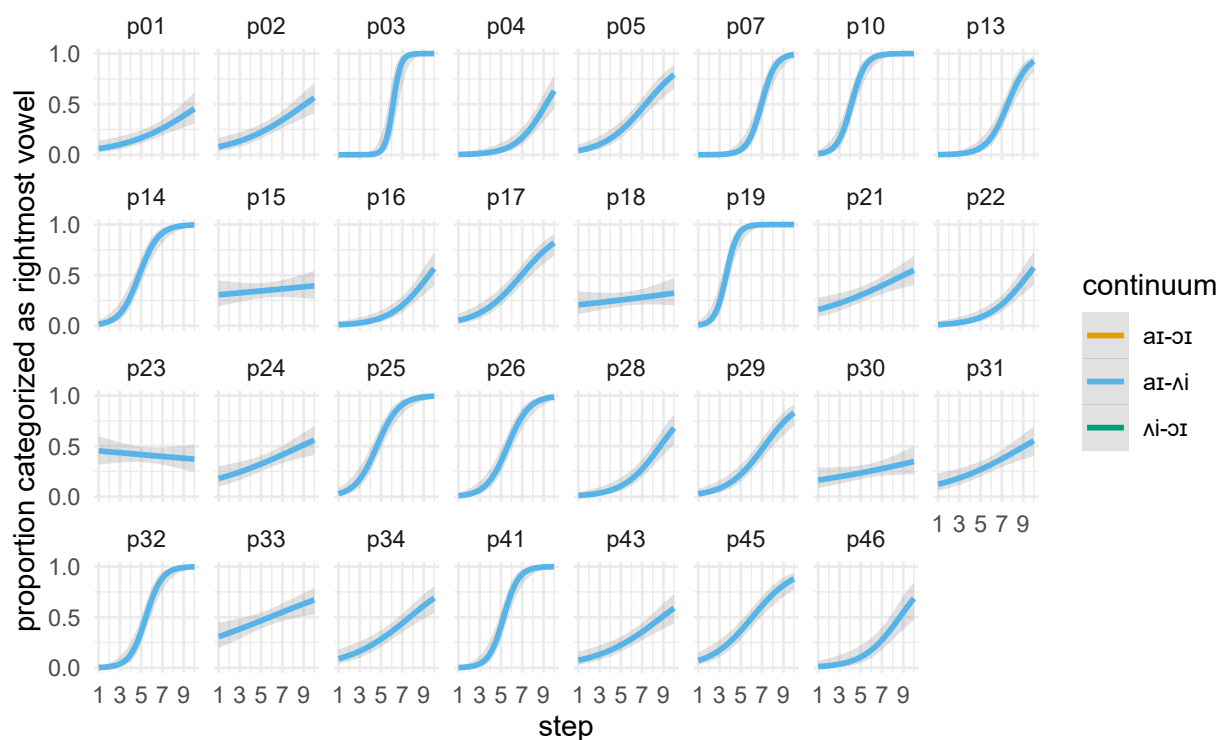 p01 p02 p03 p04 p05 p07 p10 p13
1.0
0.5
0.0
p14 p15 p16 p17 p18 p19 p21 p22
1.0
0.5
0.0
p23 p24 p25 p26 p28 p29 p30 p31
1.0
0.5
0.0
1 3 5 7 9
p32 p33 p34 p41 p43 p45 p46
1.0
0.5
0.0
1 3 5 7 9 1 3 5 7 9 1 3 5 7 9 1 3 5 7 9 1 3 5 7 9 1 3 5 7 9 1 3 5 7 9
step
proportion categorized as rightmost vowel
continuum
aɪ-ɔɪ
aɪ-ʌi
ʌi-ɔɪ